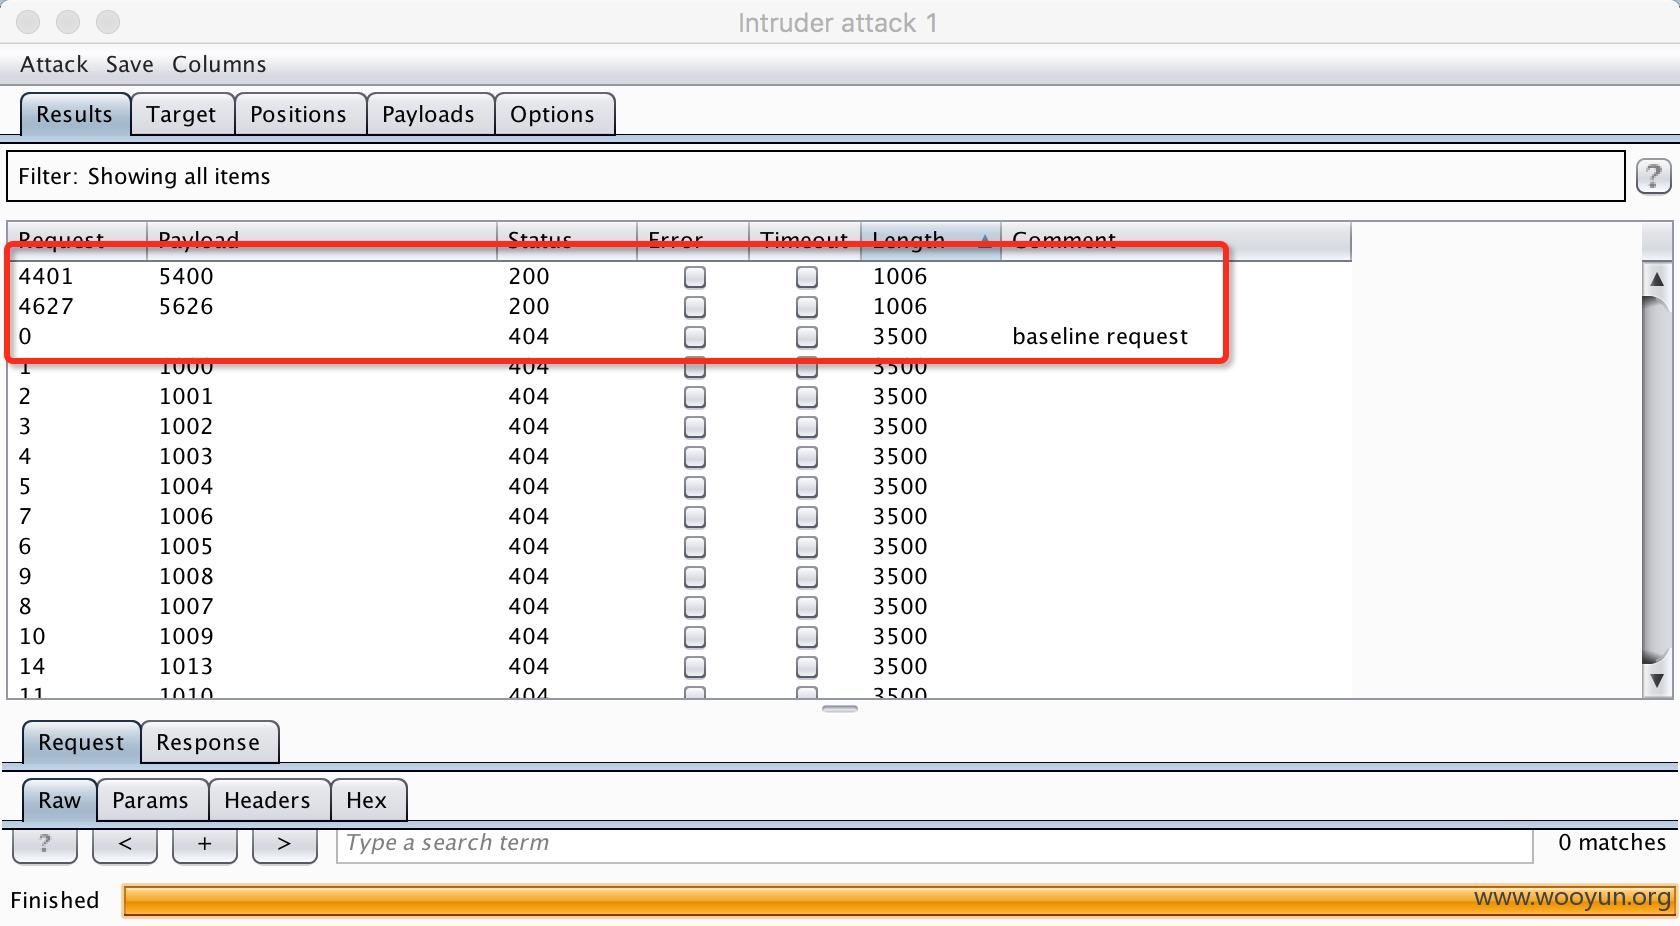 Intruder attack 1
Attack Save Columns
Results Target Positions Payloads Options
Filter: Showing all items ?
Request Payload Status Error Timeout Length Comment
4401 5400 200 1006
4627 5626 200 1006
0 404 3500 baseline request
1 1000 404 3500
2 1001 404 3500
3 1002 404 3500
4 1003 404 3500
5 1004 404 3500
7 1006 404 3500
6 1005 404 3500
9 1008 404 3500
8 1007 404 3500
10 1009 404 3500
14 1013 404 3500
11 1010 404 3500
Request Response
Raw Params Headers Hex
? < + > Type a search term 0 matches
Finished www.wooyun.org